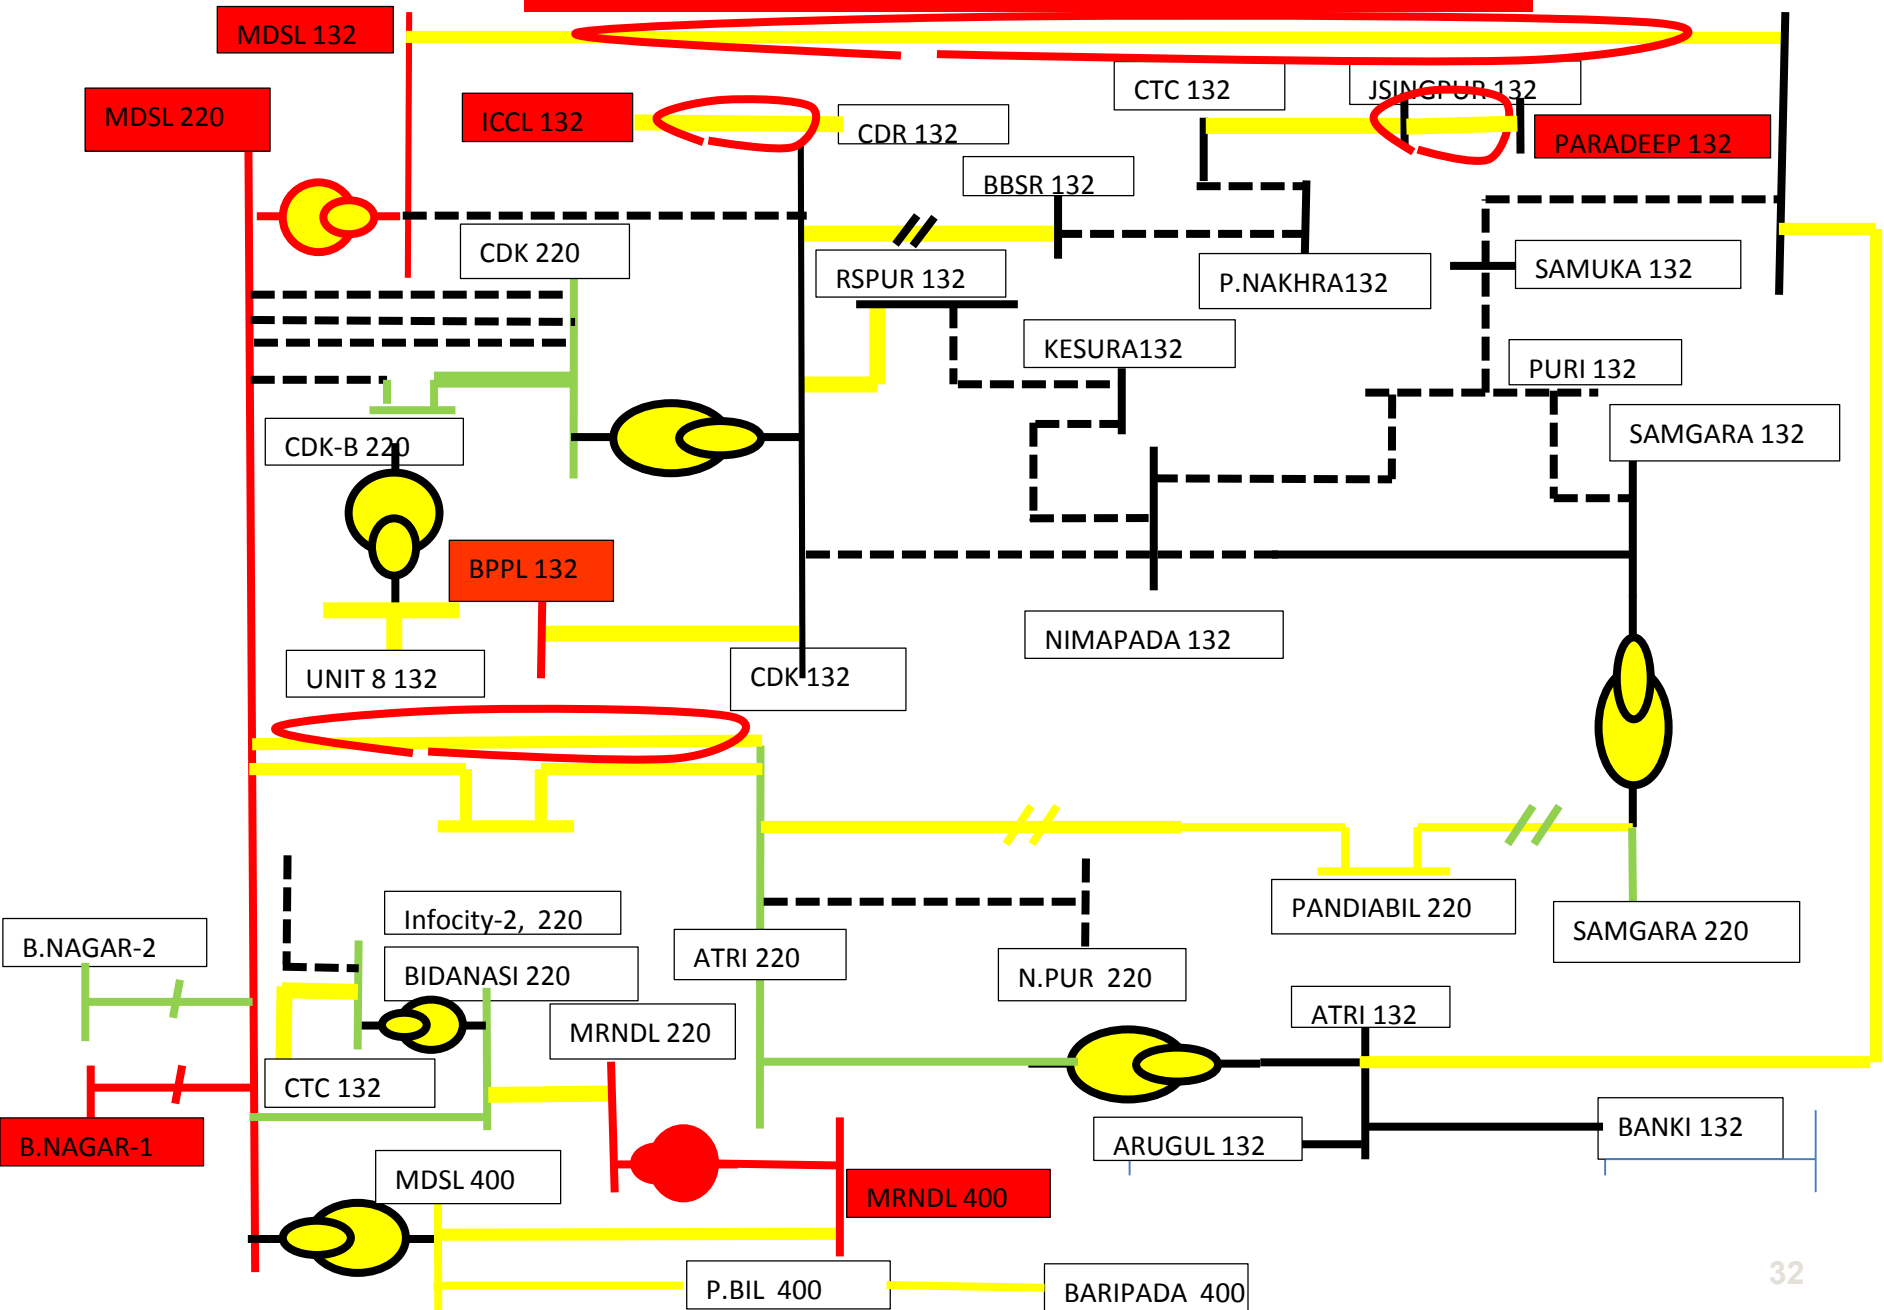 MDSL 132
CTC 132
JSINGPUR 132
MDSL 220
ICCL 132
CDR 132
PARADEEP 132
BBSR 132
CDK 220
RSPUR 132
P.NAKHRA132
SAMUKA 132
KESURA132
PURI 132
CDK-B 220
SAMGARA 132
BPPL 132
NIMAPADA 132
UNIT 8 132
CDK 132
Infocity-2, 220
PANDIABIL 220
B.NAGAR-2
SAMGARA 220
BIDANASI 220
ATRI 220
N.PUR 220
MRNDL 220
ATRI 132
CTC 132
B.NAGAR-1
ARUGUL 132
BANKI 132
MDSL 400
MRNDL 400
P.BIL 400
BARIPADA 400
32